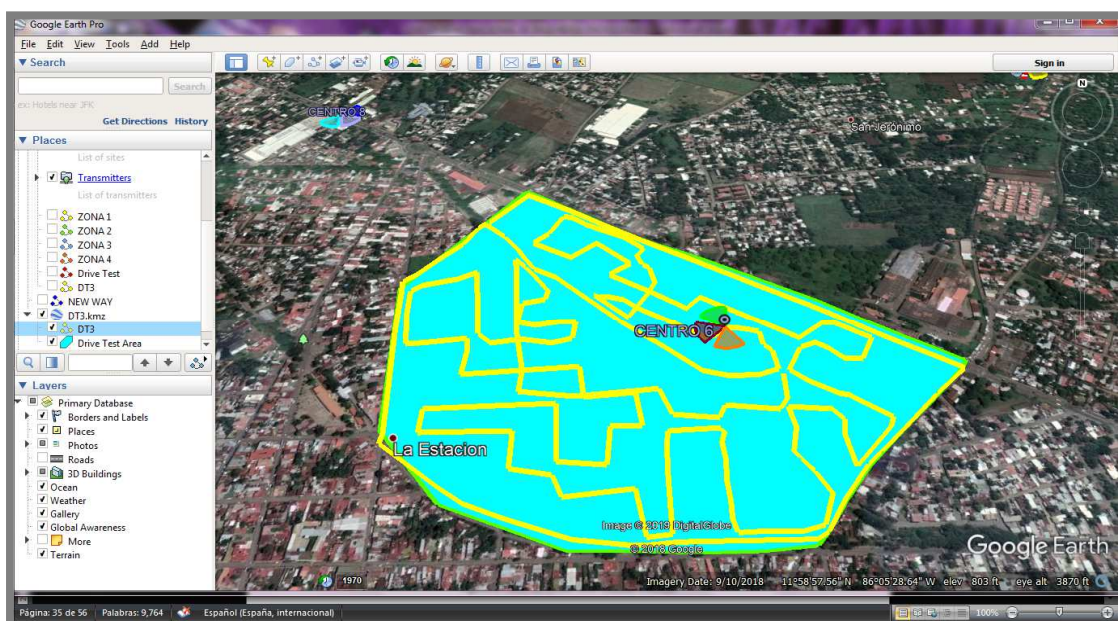 Google Earth Pro
File Edit View Tools Add Help
Search
Search
ex: Hotels near JFK
Get Directions History
Places
List of sites
Transmitters
List of transmitters
ZONA 1
ZONA 2
ZONA 3
ZONA 4
Drive Test
DT3
NEW WAY
DT3.kmz
DT3
Drive Test Area
Layers
Primary Database
Borders and Labels
Places
Photos
Roads
3D Buildings
Ocean
Weather
Gallery
Global Awareness
More
Terrain
Sign in
N
CENTRO 8
San Jerónimo
CENTRO 6
La Estacion
Image © 2019 DigitalGlobe
© 2018 Google
Google Earth
1970
Imagery Date: 9/10/2018 11°58'57.56" N 86°05'28.64" W elev 803 ft eye alt 3870 ft
Página: 35 de 56 Palabras: 9,764 Español (España, internacional) 100%